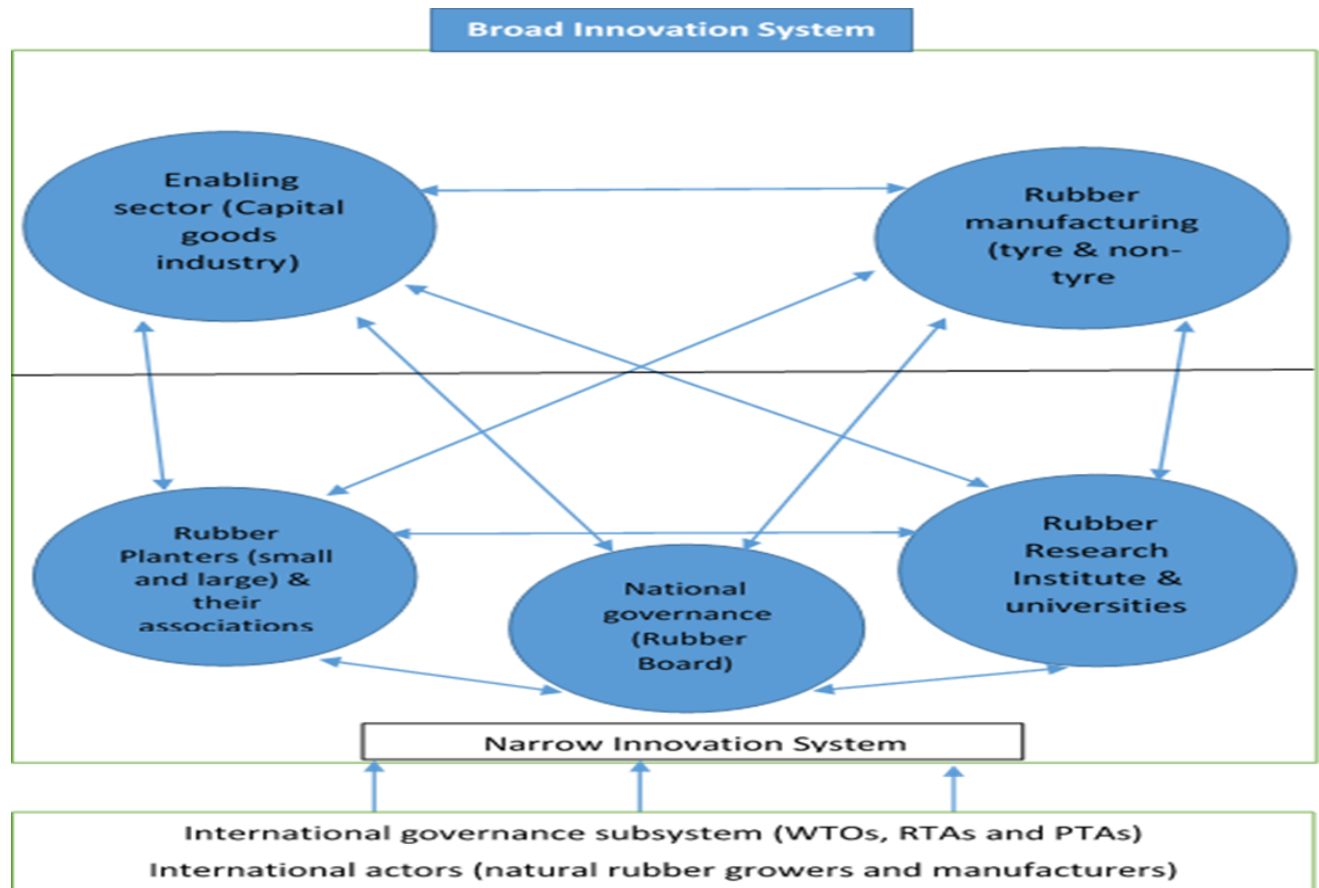 Broad Innovation System
Enabling
sector (Capital
goods
industry)
Rubber
manufacturing
(tyre & non-
tyre
Rubber
Planters (small
and large) &
their
associations
National
governance
(Rubber
Board)
Rubber
Research
Institute &
universities
Narrow Innovation System
International governance subsystem (WTOs, RTAs and PTAs)
International actors (natural rubber growers and manufacturers)